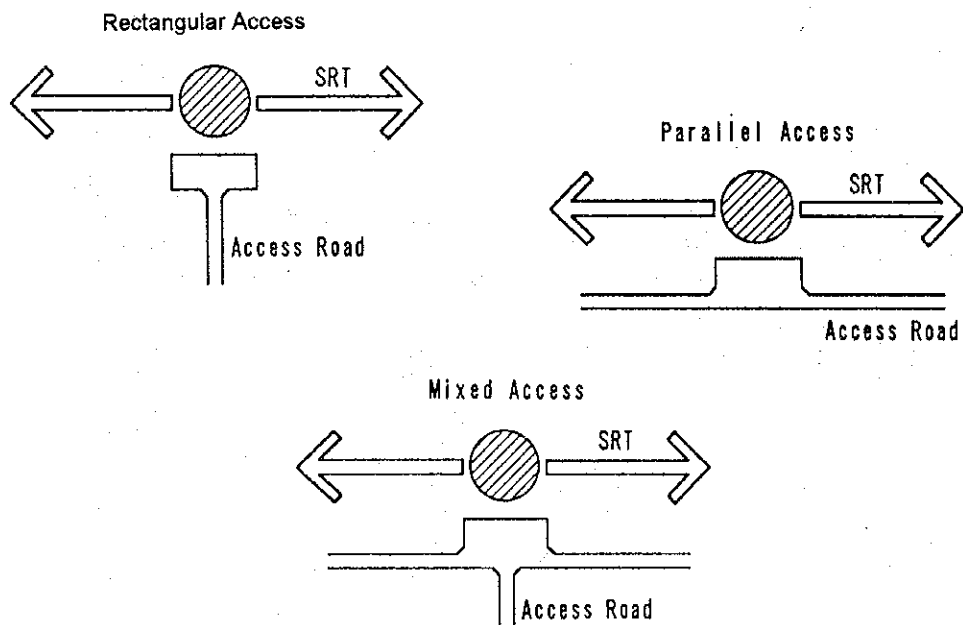 Rectangular Access
SRT
Access Road
Parallel Access
SRT
Access Road
Mixed Access
SRT
Access Road